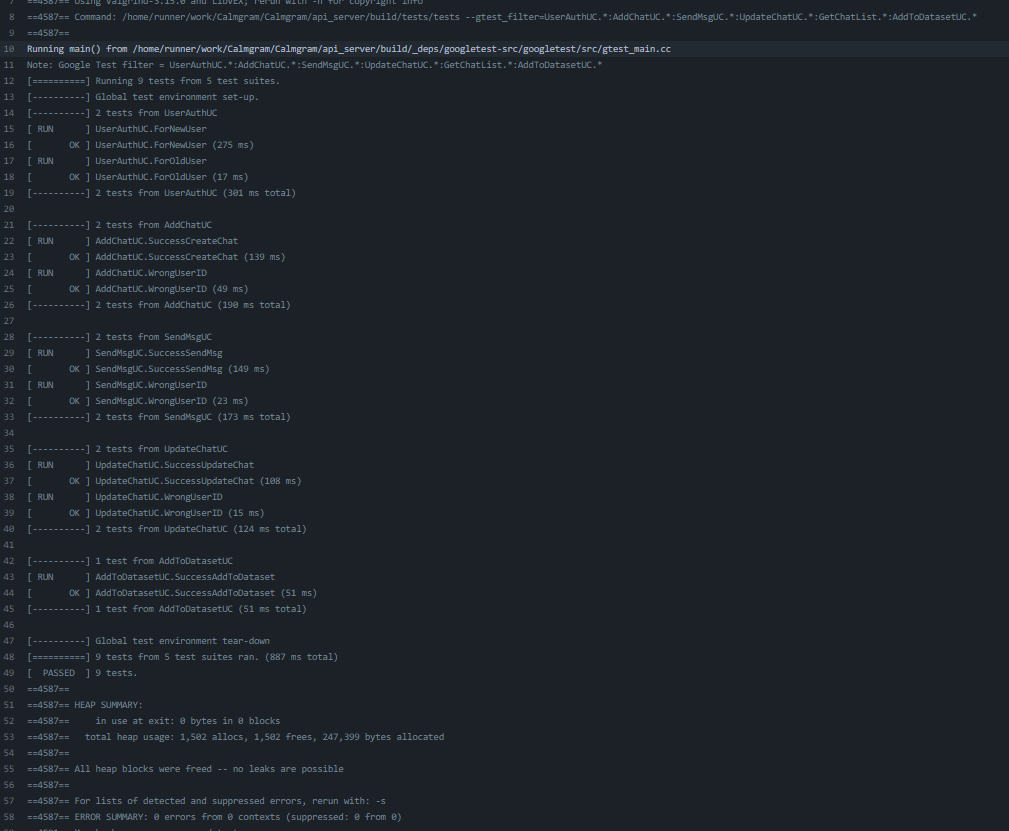 7 ==4587== Using Valgrind-3.15.0 and LibVEX; rerun with -h for copyright info
8 ==4587== Command: /home/runner/work/Calmgram/Calmgram/api_server/build/tests/tests --gtest_filter=UserAuthUC.*:AddChatUC.*:SendMsgUC.*:UpdateChatUC.*:GetChatList.*:AddToDatasetUC.*
9 ==4587==
10 Running main() from /home/runner/work/Calmgram/Calmgram/api_server/build/_deps/googletest-src/googletest/src/gtest_main.cc
11 Note: Google Test filter = UserAuthUC.*:AddChatUC.*:SendMsgUC.*:UpdateChatUC.*:GetChatList.*:AddToDatasetUC.*
12 [==========] Running 9 tests from 5 test suites.
13 [----------] Global test environment set-up.
14 [----------] 2 tests from UserAuthUC
15 [ RUN      ] UserAuthUC.ForNewUser
16 [       OK ] UserAuthUC.ForNewUser (275 ms)
17 [ RUN      ] UserAuthUC.ForOldUser
18 [       OK ] UserAuthUC.ForOldUser (17 ms)
19 [----------] 2 tests from UserAuthUC (301 ms total)
20
21 [----------] 2 tests from AddChatUC
22 [ RUN      ] AddChatUC.SuccessCreateChat
23 [       OK ] AddChatUC.SuccessCreateChat (139 ms)
24 [ RUN      ] AddChatUC.WrongUserID
25 [       OK ] AddChatUC.WrongUserID (49 ms)
26 [----------] 2 tests from AddChatUC (190 ms total)
27
28 [----------] 2 tests from SendMsgUC
29 [ RUN      ] SendMsgUC.SuccessSendMsg
30 [       OK ] SendMsgUC.SuccessSendMsg (149 ms)
31 [ RUN      ] SendMsgUC.WrongUserID
32 [       OK ] SendMsgUC.WrongUserID (23 ms)
33 [----------] 2 tests from SendMsgUC (173 ms total)
34
35 [----------] 2 tests from UpdateChatUC
36 [ RUN      ] UpdateChatUC.SuccessUpdateChat
37 [       OK ] UpdateChatUC.SuccessUpdateChat (108 ms)
38 [ RUN      ] UpdateChatUC.WrongUserID
39 [       OK ] UpdateChatUC.WrongUserID (15 ms)
40 [----------] 2 tests from UpdateChatUC (124 ms total)
41
42 [----------] 1 test from AddToDatasetUC
43 [ RUN      ] AddToDatasetUC.SuccessAddToDataset
44 [       OK ] AddToDatasetUC.SuccessAddToDataset (51 ms)
45 [----------] 1 test from AddToDatasetUC (51 ms total)
46
47 [----------] Global test environment tear-down
48 [==========] 9 tests from 5 test suites ran. (887 ms total)
49 [  PASSED  ] 9 tests.
50 ==4587==
51 ==4587== HEAP SUMMARY:
52 ==4587==     in use at exit: 0 bytes in 0 blocks
53 ==4587==   total heap usage: 1,502 allocs, 1,502 frees, 247,399 bytes allocated
54 ==4587==
55 ==4587== All heap blocks were freed -- no leaks are possible
56 ==4587==
57 ==4587== For lists of detected and suppressed errors, rerun with: -s
58 ==4587== ERROR SUMMARY: 0 errors from 0 contexts (suppressed: 0 from 0)